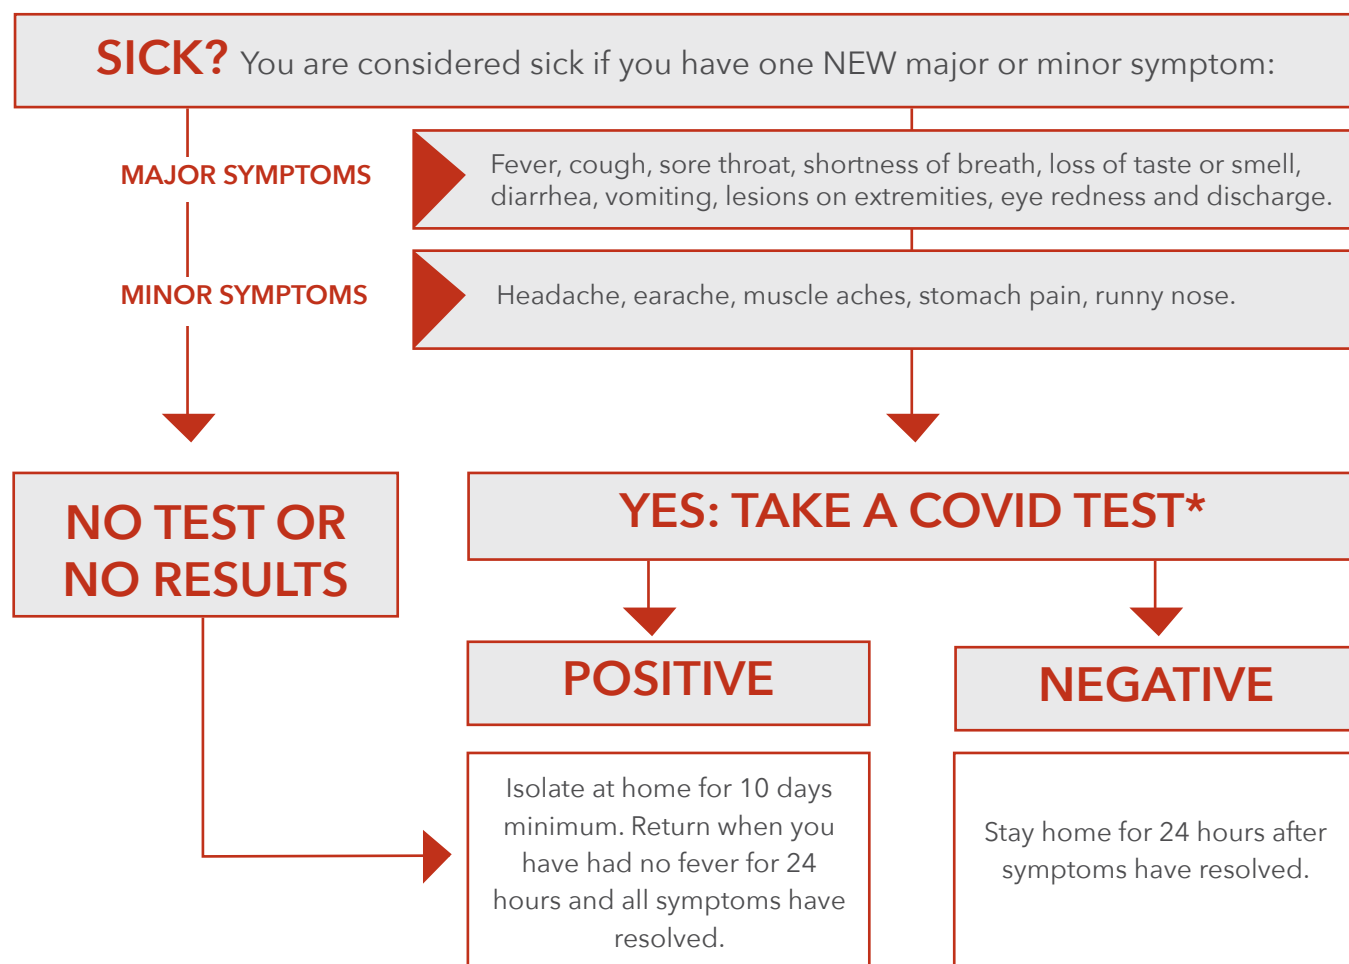 SICK? You are considered sick if you have one NEW major or minor symptom:
MAJOR SYMPTOMS
Fever, cough, sore throat, shortness of breath, loss of taste or smell,
diarrhea, vomiting, lesions on extremities, eye redness and discharge.
MINOR SYMPTOMS
Headache, earache, muscle aches, stomach pain, runny nose.
NO TEST OR
NO RESULTS
YES: TAKE A COVID TEST*
POSITIVE
NEGATIVE
Isolate at home for 10 days
minimum. Return when you
have had no fever for 24
hours and all symptoms have
resolved.
Stay home for 24 hours after
symptoms have resolved.